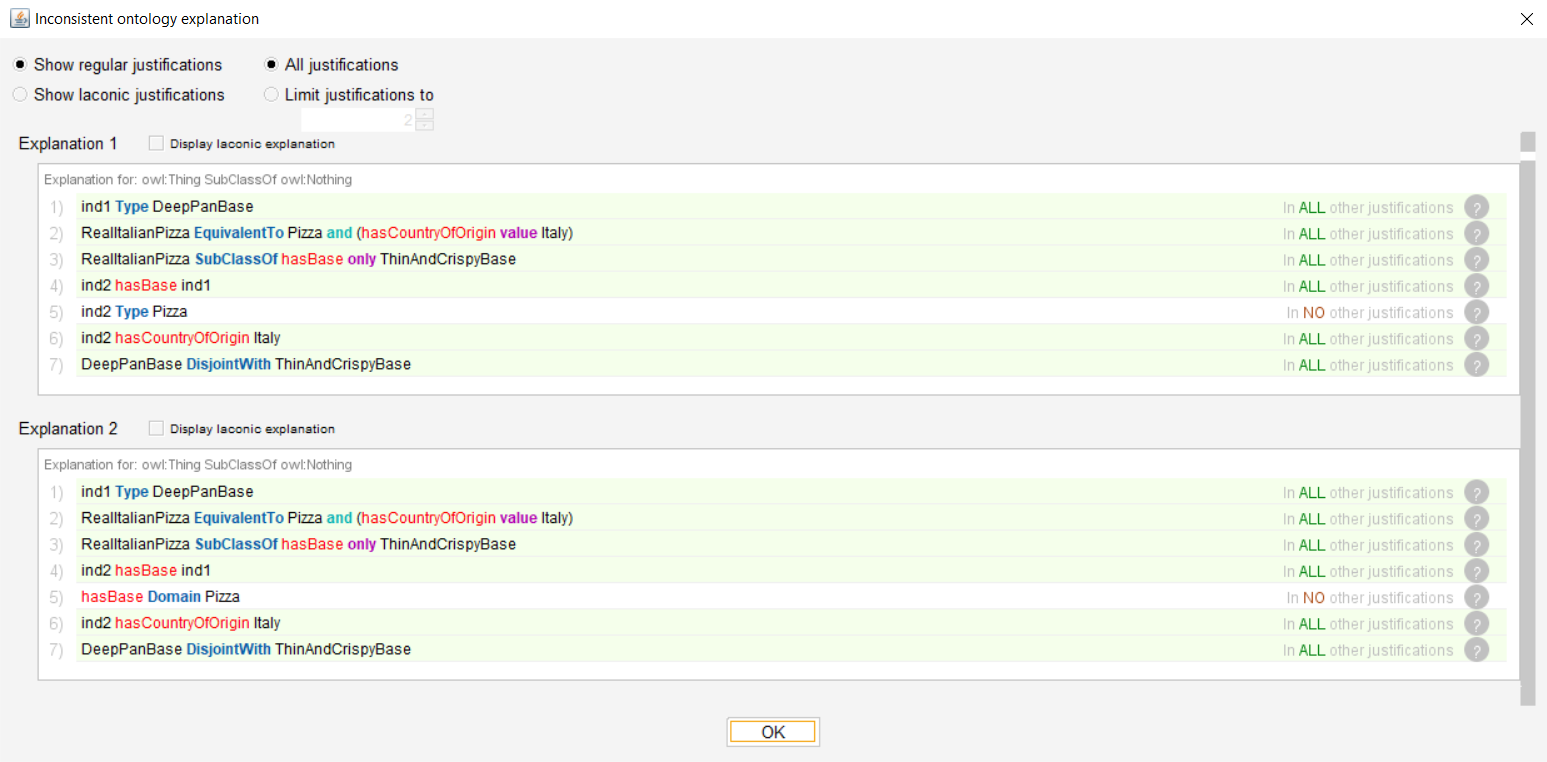 Inconsistent ontology explanation
Show regular justifications All justifications
Show laconic justifications Limit justifications to
2
Explanation 1 Display laconic explanation
Explanation for: owl:Thing SubClassOf owl:Nothing
1) ind1 Type DeepPanBase In ALL other justifications ?
2) RealItalianPizza EquivalentTo Pizza and (hasCountryOfOrigin value Italy) In ALL other justifications ?
3) RealItalianPizza SubClassOf hasBase only ThinAndCrispyBase In ALL other justifications ?
4) ind2 hasBase ind1 In ALL other justifications ?
5) ind2 Type Pizza In NO other justifications ?
6) ind2 hasCountryOfOrigin Italy In ALL other justifications ?
7) DeepPanBase DisjointWith ThinAndCrispyBase In ALL other justifications ?
Explanation 2 Display laconic explanation
Explanation for: owl:Thing SubClassOf owl:Nothing
1) ind1 Type DeepPanBase In ALL other justifications ?
2) RealItalianPizza EquivalentTo Pizza and (hasCountryOfOrigin value Italy) In ALL other justifications ?
3) RealItalianPizza SubClassOf hasBase only ThinAndCrispyBase In ALL other justifications ?
4) ind2 hasBase ind1 In ALL other justifications ?
5) hasBase Domain Pizza In NO other justifications ?
6) ind2 hasCountryOfOrigin Italy In ALL other justifications ?
7) DeepPanBase DisjointWith ThinAndCrispyBase In ALL other justifications ?
OK